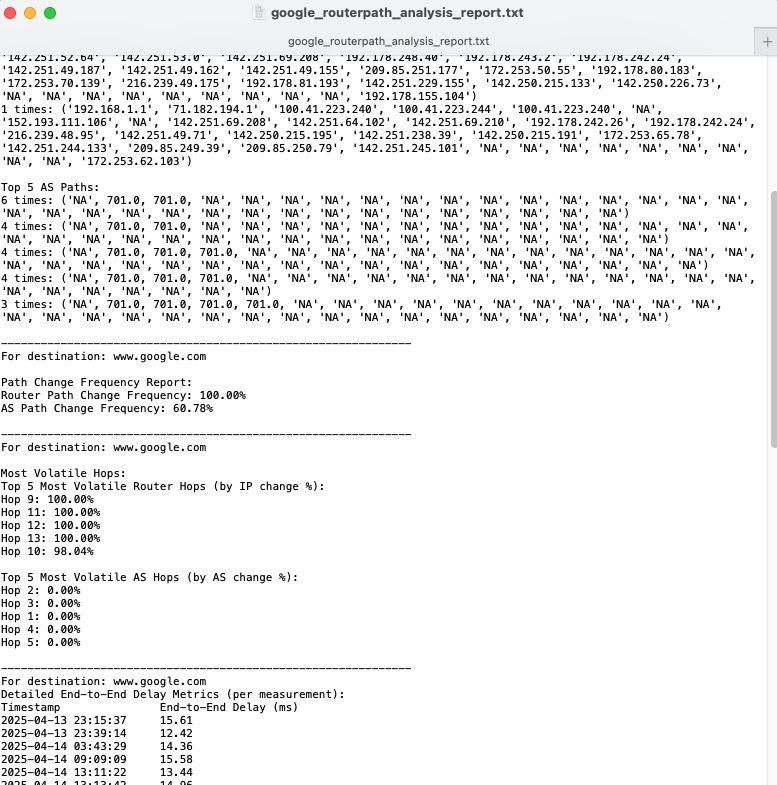 google_routerpath_analysis_report.txt
google_routerpath_analysis_report.txt
+
'142.251.52.64', '142.251.53.0', '142.251.69.208', '192.178.248.40', '192.178.243.2', '192.178.242.24',
'142.251.49.187', '142.251.49.162', '142.251.49.155', '209.85.251.177', '172.253.50.55', '192.178.80.183',
'172.253.70.139', '216.239.49.175', '192.178.81.193', '142.251.229.155', '142.250.215.133', '142.250.226.73',
'NA', 'NA', 'NA', 'NA', 'NA', 'NA', 'NA', 'NA', 'NA', '192.178.155.104')
1 times: ('192.168.1.1', '71.182.194.1', '100.41.223.240', '100.41.223.244', '100.41.223.240', 'NA',
'152.193.111.106', 'NA', '142.251.69.208', '142.251.64.102', '142.251.69.210', '192.178.242.26', '192.178.242.24',
'216.239.48.95', '142.251.49.71', '142.250.215.195', '142.251.238.39', '142.250.215.191', '172.253.65.78',
'142.251.244.133', '209.85.249.39', '209.85.250.79', '142.251.245.101', 'NA', 'NA', 'NA', 'NA', 'NA', 'NA', 'NA',
'NA', 'NA', '172.253.62.103')
Top 5 AS Paths:
6 times: ('NA', 701.0, 701.0, 'NA', 'NA', 'NA', 'NA', 'NA', 'NA', 'NA', 'NA', 'NA', 'NA', 'NA', 'NA', 'NA', 'NA',
'NA', 'NA', 'NA', 'NA', 'NA', 'NA', 'NA', 'NA', 'NA', 'NA', 'NA', 'NA', 'NA', 'NA', 'NA', 'NA')
4 times: ('NA', 701.0, 701.0, 'NA', 'NA', 'NA', 'NA', 'NA', 'NA', 'NA', 'NA', 'NA', 'NA', 'NA', 'NA', 'NA', 'NA',
'NA', 'NA', 'NA', 'NA', 'NA', 'NA', 'NA', 'NA', 'NA', 'NA', 'NA', 'NA', 'NA', 'NA', 'NA', 'NA', 'NA')
4 times: ('NA', 701.0, 701.0, 701.0, 'NA', 'NA', 'NA', 'NA', 'NA', 'NA', 'NA', 'NA', 'NA', 'NA', 'NA', 'NA', 'NA',
'NA', 'NA', 'NA', 'NA', 'NA', 'NA', 'NA', 'NA', 'NA', 'NA', 'NA', 'NA', 'NA', 'NA', 'NA', 'NA', 'NA', 'NA')
4 times: ('NA', 701.0, 701.0, 701.0, 'NA', 'NA', 'NA', 'NA', 'NA', 'NA', 'NA', 'NA', 'NA', 'NA', 'NA', 'NA', 'NA',
'NA', 'NA', 'NA', 'NA', 'NA', 'NA', 'NA')
3 times: ('NA', 701.0, 701.0, 701.0, 701.0, 'NA', 'NA', 'NA', 'NA', 'NA', 'NA', 'NA', 'NA', 'NA', 'NA', 'NA',
'NA', 'NA', 'NA', 'NA', 'NA', 'NA', 'NA', 'NA', 'NA', 'NA', 'NA', 'NA', 'NA', 'NA', 'NA', 'NA', 'NA')
------------------------------------------------------------
For destination: www.google.com
Path Change Frequency Report:
Router Path Change Frequency: 100.00%
AS Path Change Frequency: 60.78%
------------------------------------------------------------
For destination: www.google.com
Most Volatile Hops:
Top 5 Most Volatile Router Hops (by IP change %):
Hop 9: 100.00%
Hop 11: 100.00%
Hop 12: 100.00%
Hop 13: 100.00%
Hop 10: 98.04%
Top 5 Most Volatile AS Hops (by AS change %):
Hop 2: 0.00%
Hop 3: 0.00%
Hop 1: 0.00%
Hop 4: 0.00%
Hop 5: 0.00%
------------------------------------------------------------
For destination: www.google.com
Detailed End-to-End Delay Metrics (per measurement):
Timestamp End-to-End Delay (ms)
2025-04-13 23:15:37 15.61
2025-04-13 23:39:14 12.42
2025-04-14 03:43:29 14.36
2025-04-14 09:09:09 15.58
2025-04-14 13:11:22 13.44
2025-04-14 13:13:42 14.96